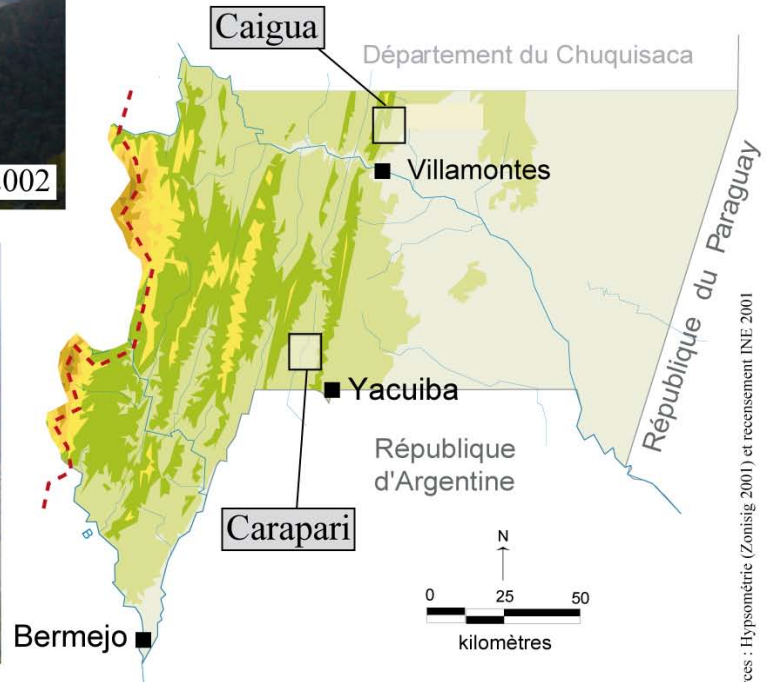 Caigua
Département du Chuquisaca
002
Villamontes
République du Paraguay
Yacuiba
République
d'Argentine
Carapari
N
0 25 50
kilomètres
B
Bermejo
rces : Hypsométrie (Zonisig 2001) et recensement INE 2001